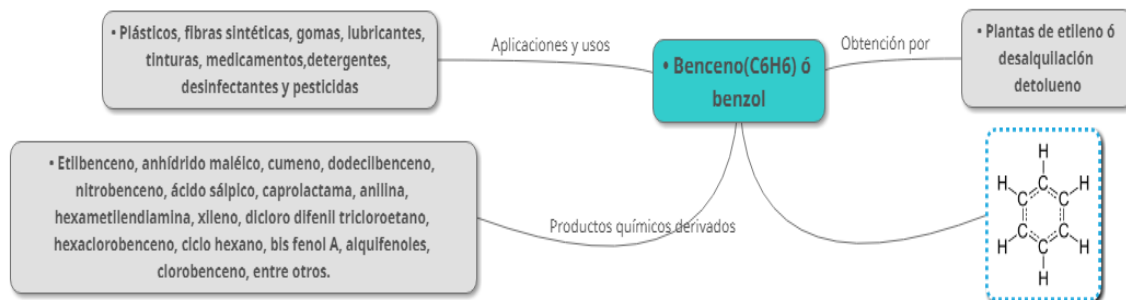 • Plásticos, fibras sintéticas, gomas, lubricantes,
tinturas, medicamentos,detergentes,
desinfectantes y pesticidas
Aplicaciones y usos
• Benceno(C6H6) ó
benzol
Obtención por
• Plantas de etileno ó
desalquilación
detolueno
• Etilbenceno, anhídrido maléico, cumeno, dodecilbenceno,
nitrobenceno, ácido sálpico, caprolactama, anilina,
hexametilendiamina, xileno, dicloro difenil tricloroetano,
hexaclorobenceno, ciclo hexano, bis fenol A, alquifenoles,
clorobenceno, entre otros.
Productos químicos derivados
H
H C H
C C
C C
H C H
H